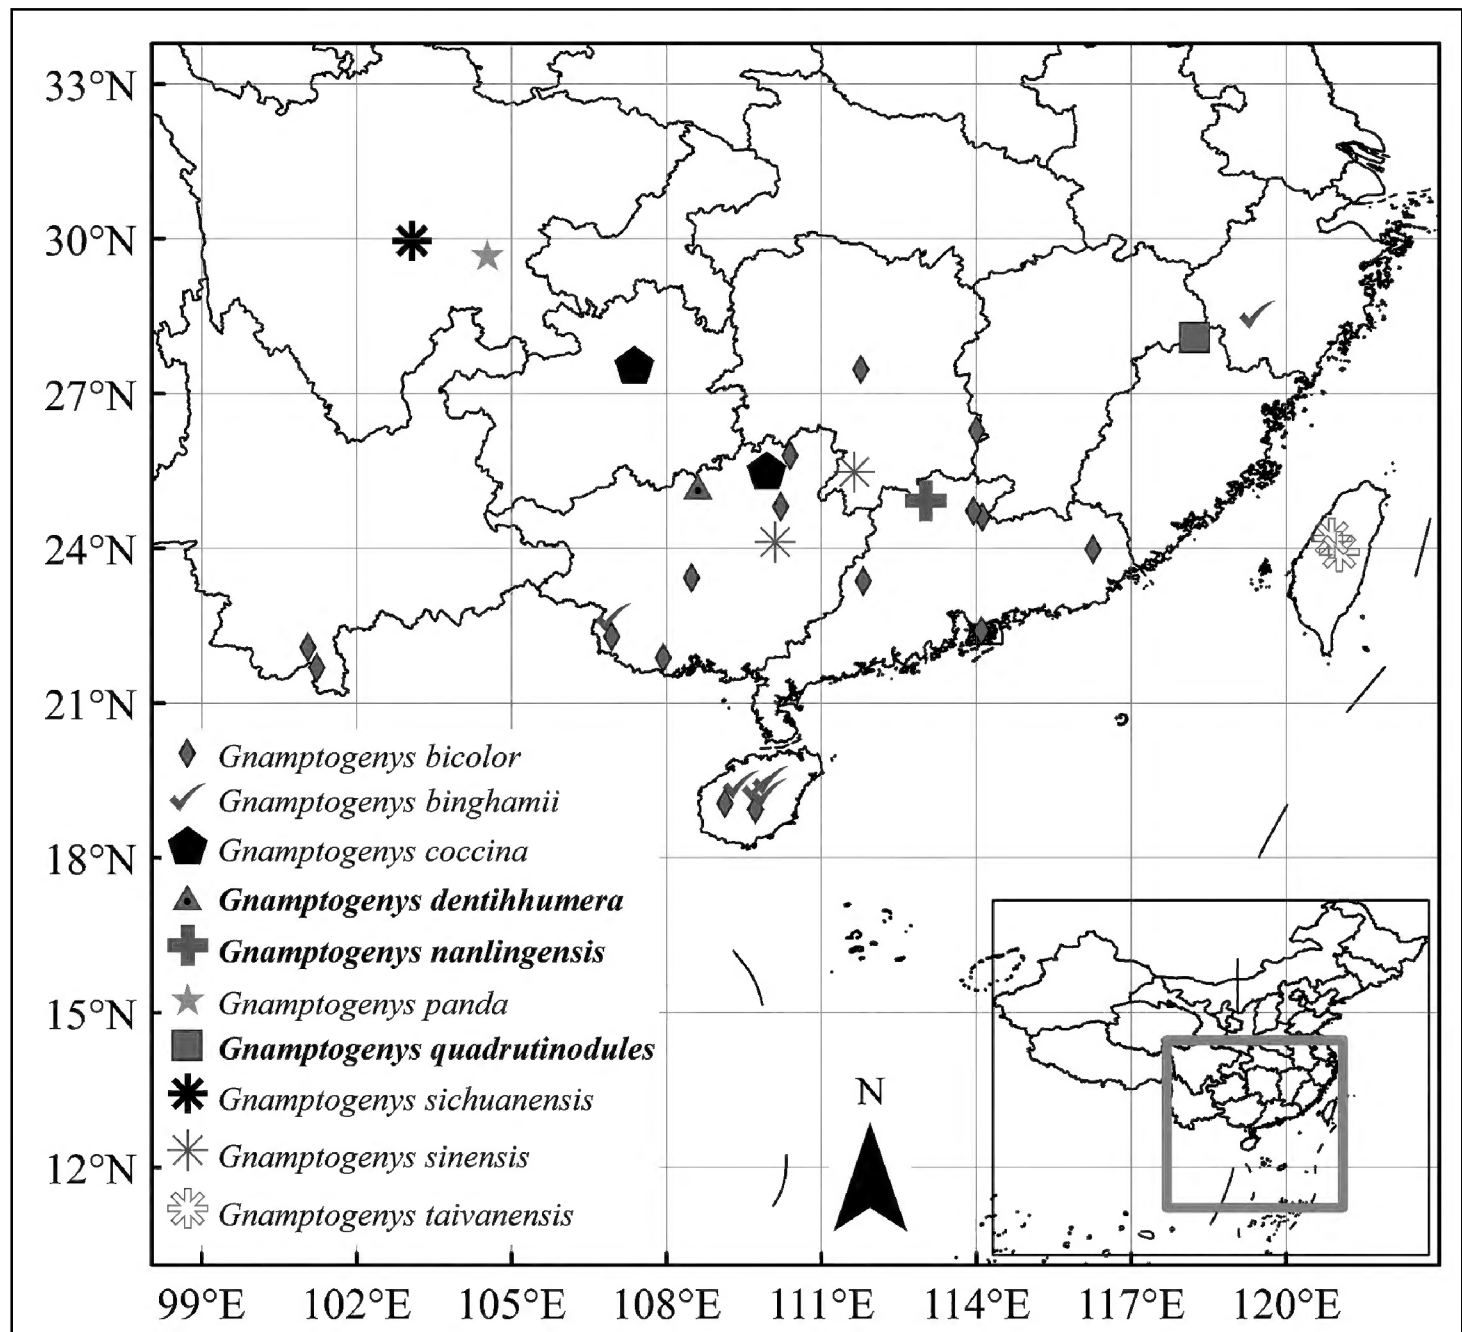 33°N
30°N
27°N
24°N
21°N
18°N
15°N
12°N
Gnamptogenys bicolor
Gnamptogenys binghamii
Gnamptogenys coccina
Gnamptogenys dentihhumera
Gnamptogenys nanlingensis
Gnamptogenys panda
Gnamptogenys quadrutinodules
Gnamptogenys sichuanensis
Gnamptogenys sinensis
Gnamptogenys taivanensis
N
99°E 102°E 105°E 108°E 111°E 114°E 117°E 120°E